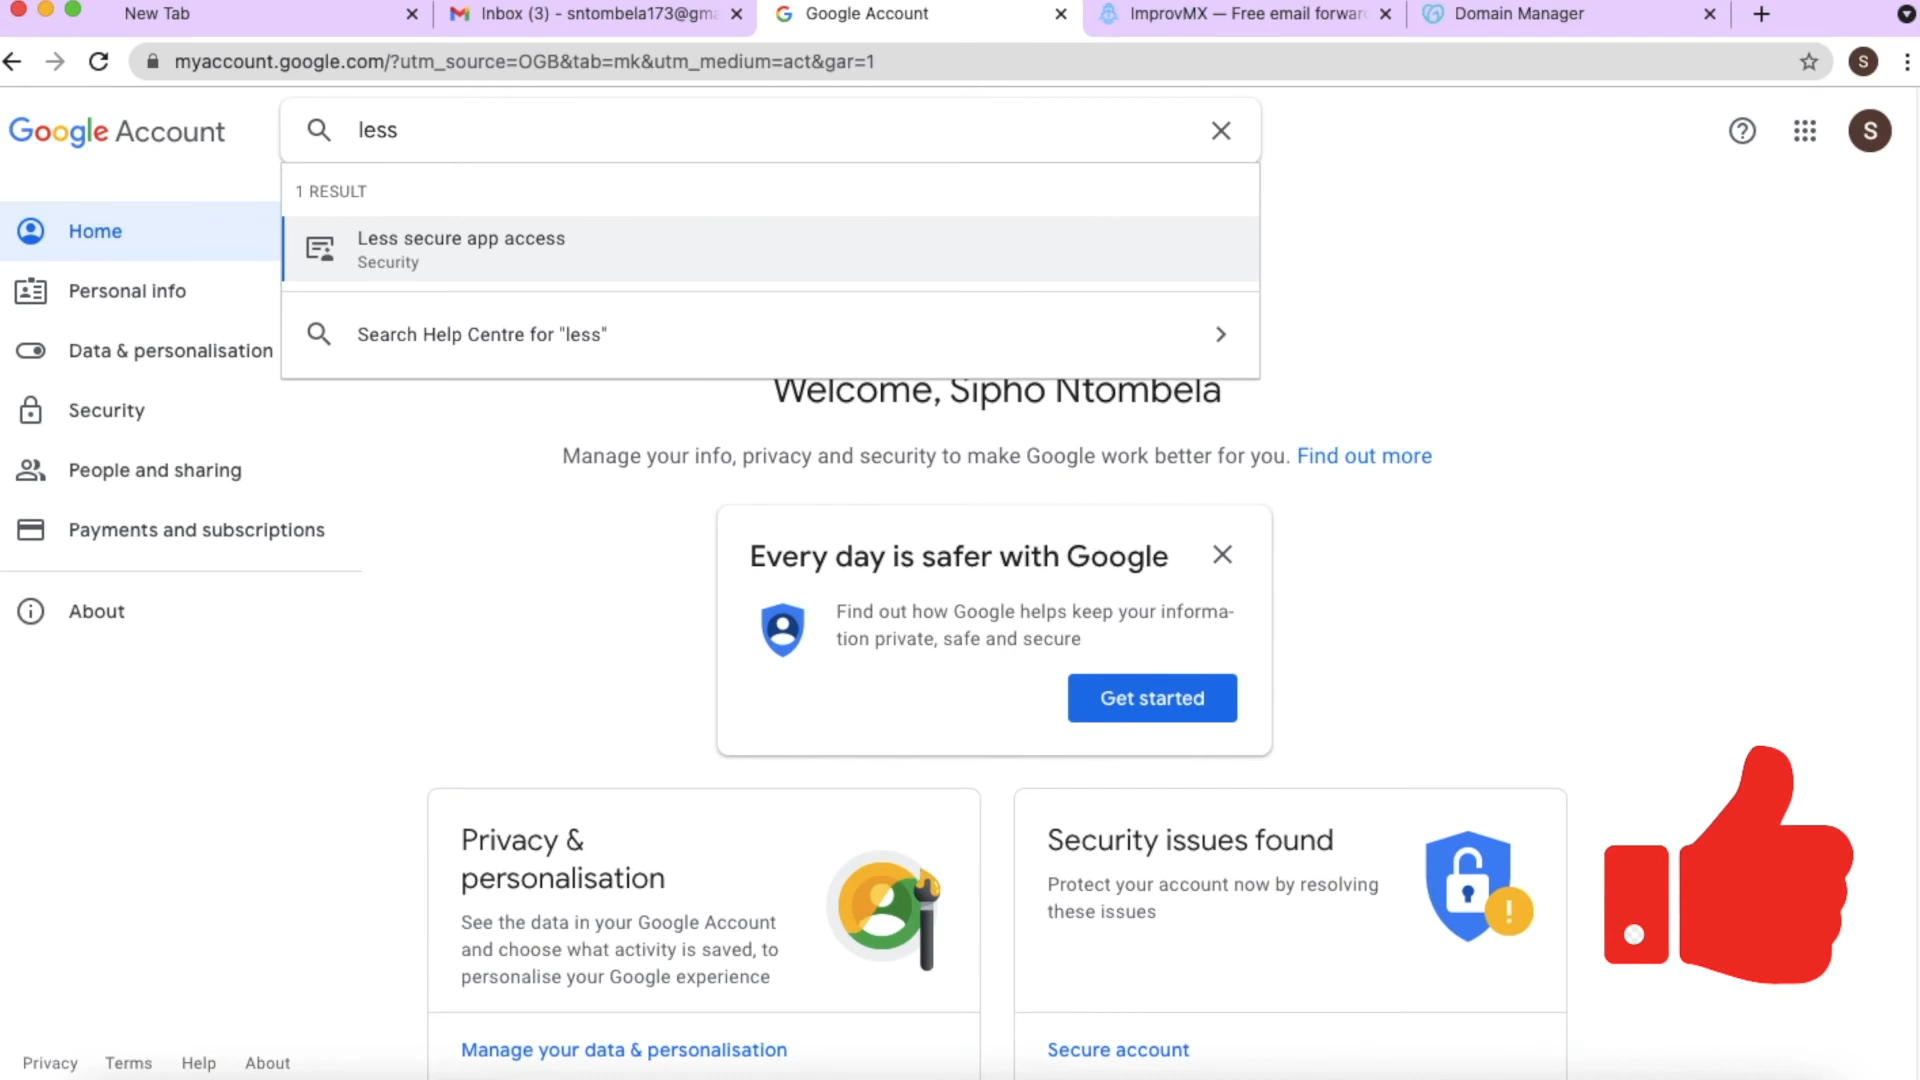 New Tab
Inbox (3) - sntombela173@gma
Google Account
ImprovMX — Free email forwar
Domain Manager
myaccount.google.com/?utm_source=OGB&tab=mk&utm_medium=act&gar=1
S
Google Account
less
S
1 RESULT
Less secure app access
Security
Search Help Centre for "less"
Home
Personal info
Data & personalisation
Security
People and sharing
Payments and subscriptions
About
Welcome, Sipho Ntombela
Manage your info, privacy and security to make Google work better for you. Find out more
Every day is safer with Google
Find out how Google helps keep your informa-
tion private, safe and secure
Get started
Privacy &
personalisation
See the data in your Google Account
and choose what activity is saved, to
personalise your Google experience
Manage your data & personalisation
Security issues found
Protect your account now by resolving
these issues
Secure account
Privacy Terms Help About